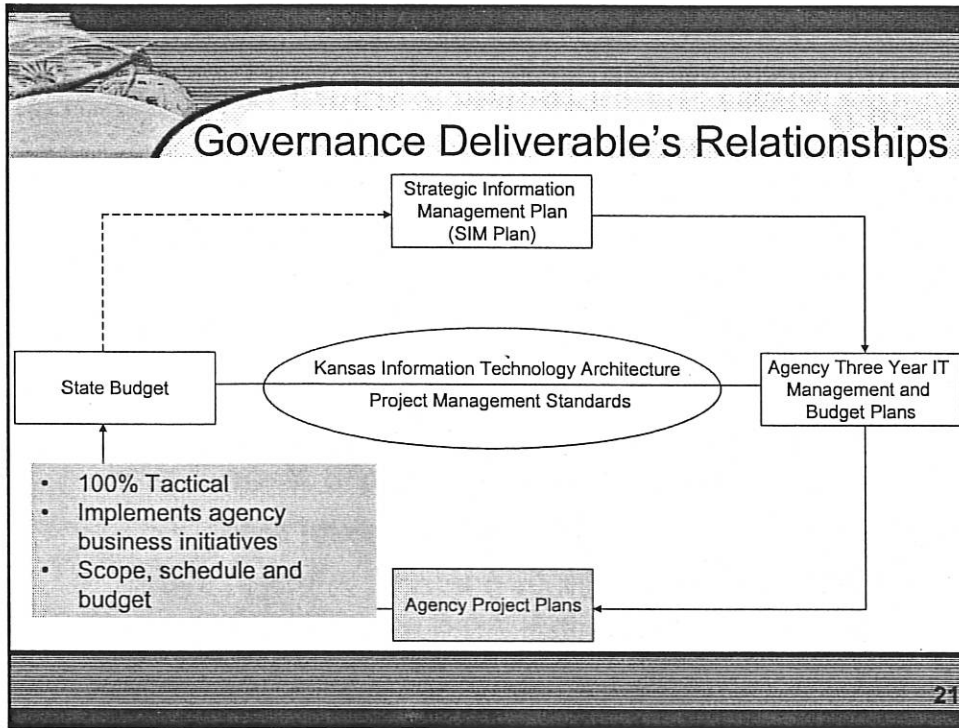 Governance Deliverable's Relationships
Strategic Information
Management Plan
(SIM Plan)
State Budget
Kansas Information Technology Architecture
Project Management Standards
Agency Three Year IT
Management and
Budget Plans
• 100% Tactical
• Implements agency
business initiatives
• Scope, schedule and
budget
Agency Project Plans
21